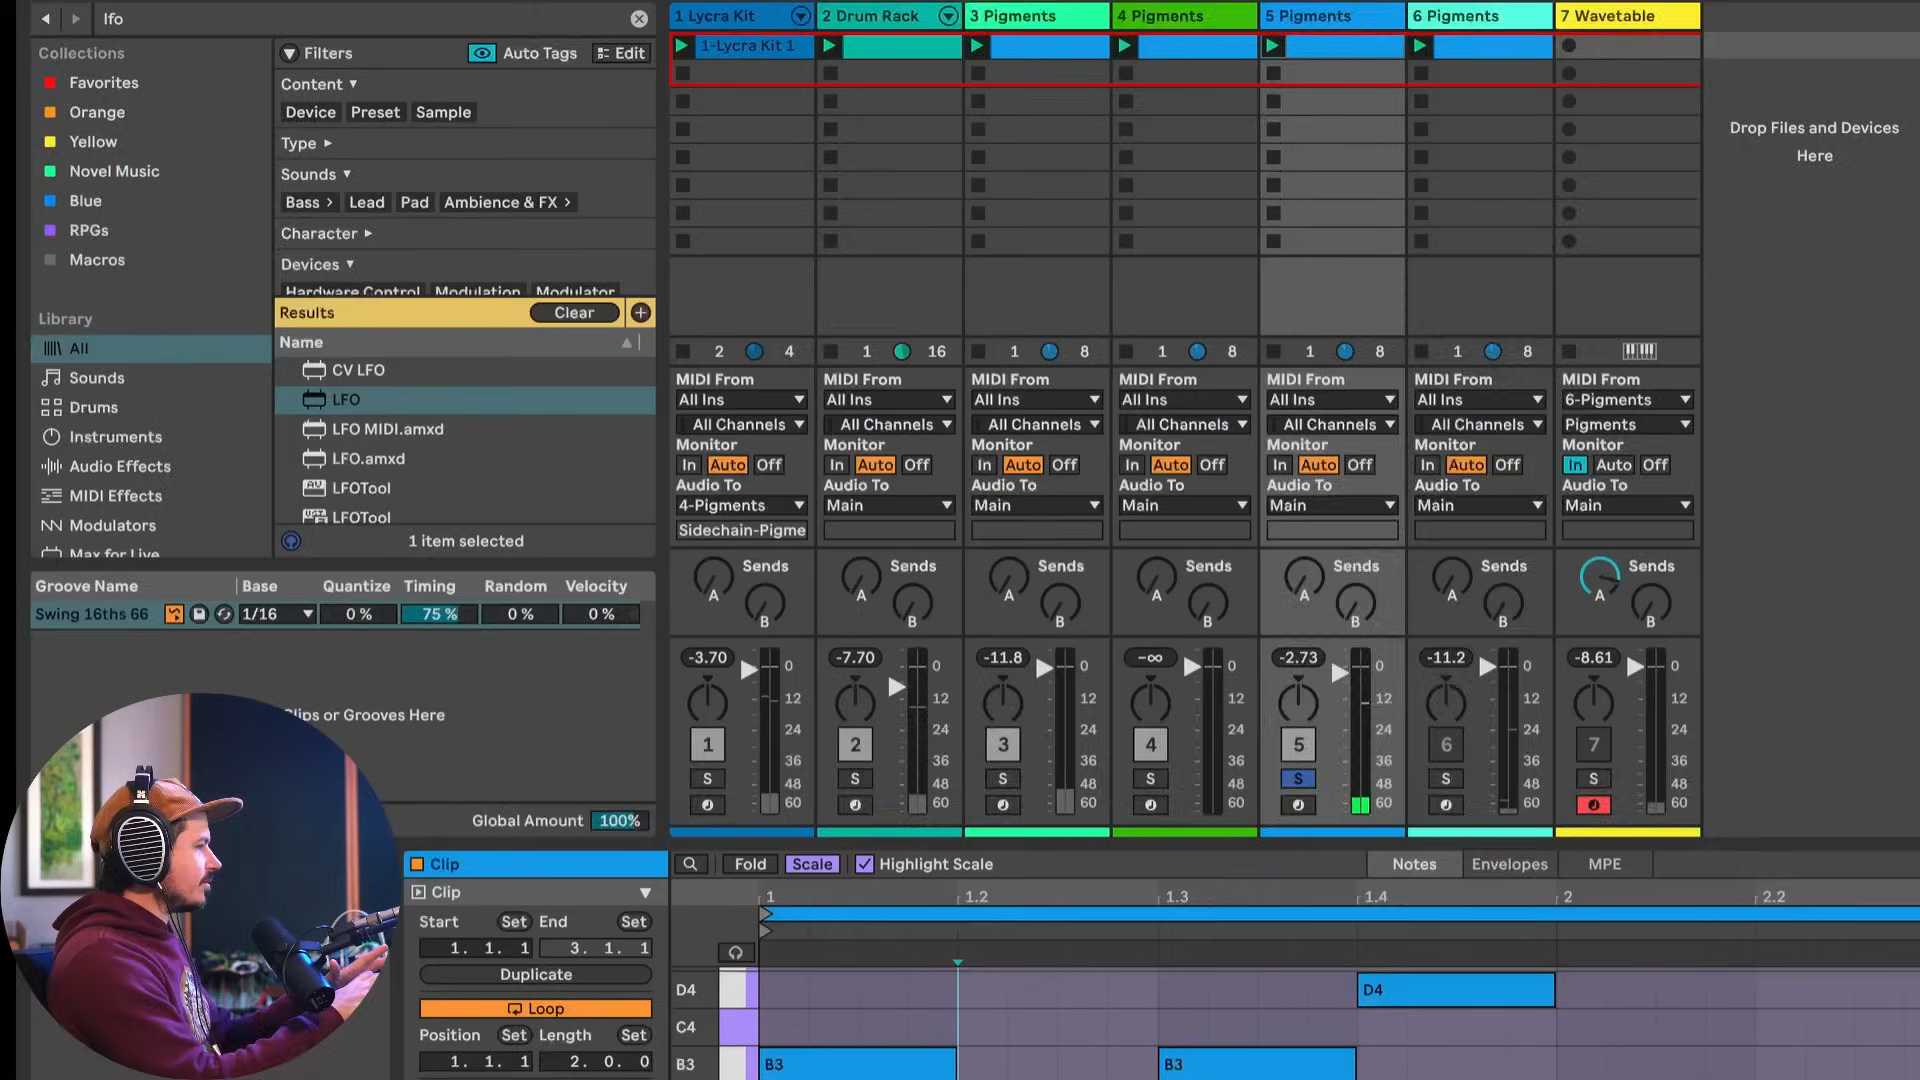 lfo
Collections
Favorites
Orange
Yellow
Novel Music
Blue
RPGs
Macros
Library
All
Sounds
Drums
Instruments
Audio Effects
MIDI Effects
Modulators
Max for Live
Filters
Auto Tags
Edit
Content
Device Preset Sample
Type
Sounds
Bass > Lead Pad Ambience & FX >
Character
Devices
Hardware Control Modulation Modulator
Results Clear
Name
CV LFO
LFO
LFO MIDI.amxd
LFO.amxd
LFOTool
LFOTool
1 item selected
Groove Name Base Quantize Timing Random Velocity
Swing 16ths 66 1/16 0 % 75 % 0 % 0 %
Clips or Grooves Here
Global Amount 100%
1 Lycra Kit 2 Drum Rack 3 Pigments 4 Pigments 5 Pigments 6 Pigments 7 Wavetable
1-Lycra Kit 1
Drop Files and Devices
Here
2 4 1 16 1 8 1 8 1 8 1 8
MIDI From MIDI From MIDI From MIDI From MIDI From MIDI From MIDI From
All Ins All Ins All Ins All Ins All Ins All Ins 6-Pigments
All Channels All Channels All Channels All Channels All Channels All Channels Pigments
Monitor Monitor Monitor Monitor Monitor Monitor Monitor
In Auto Off In Auto Off In Auto Off In Auto Off In Auto Off In Auto Off In Auto Off
Audio To Audio To Audio To Audio To Audio To Audio To Audio To
4-Pigments Main Main Main Main Main Main
Sidechain-Pigme
Sends Sends Sends Sends Sends Sends Sends
A A A A A A A
B B B B B B B
-3.70 0 -7.70 0 -11.8 0 -∞ 0 -2.73 0 -11.2 0 -8.61 0
12 12 12 12 12 12 12
24 24 24 24 24 24 24
1 2 3 4 5 6 7
36 36 36 36 36 36 36
S S S S S S S
48 48 48 48 48 48 48
60 60 60 60 60 60 60
Clip
Clip
Start Set End Set
1. 1. 1 3. 1. 1
Duplicate
Loop
Position Set Length Set
1. 1. 1 2. 0. 0
Fold Scale Highlight Scale Notes Envelopes MPE
1 1.2 1.3 1.4 2 2.2
D4 D4
C4
B3 B3 B3